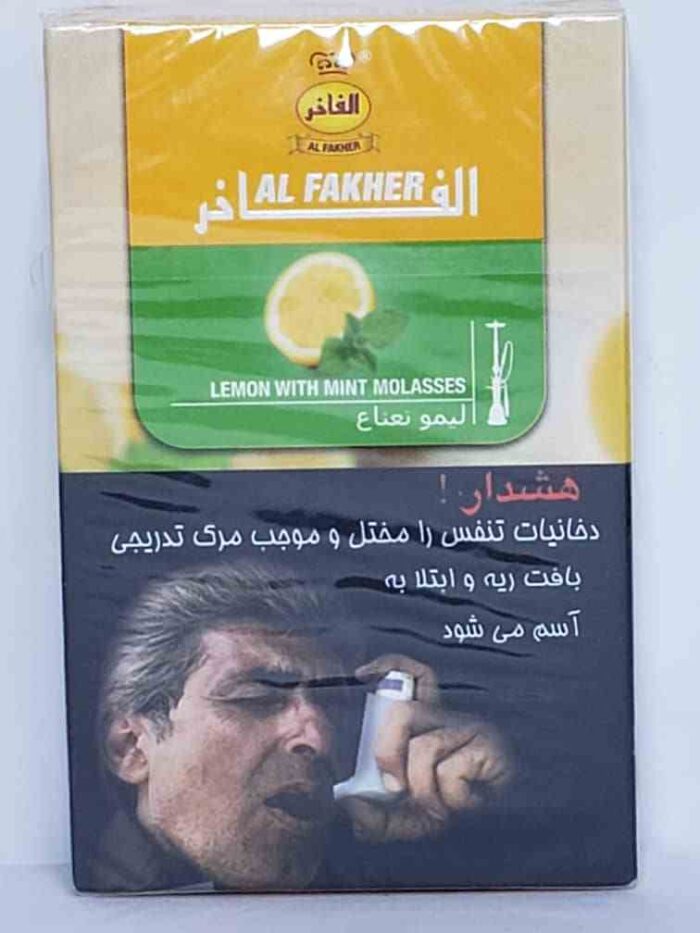 ®
الفاخر
AL FAKHER
الفاخر
AL FAKHER
LEMON WITH MINT MOLASSES
ليمو نعناع
هشدار !
دخانیات تنفس را مختل و موجب مرگ تدریجی
بافت ریه و ابتلا به
آسم می شود